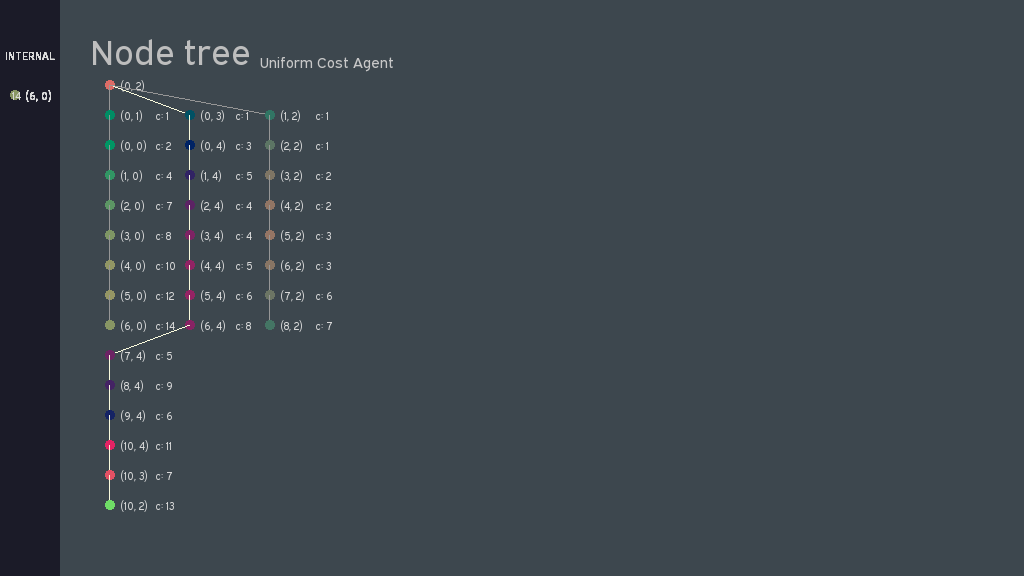 INTERNAL
14 (6, 0)
Node tree Uniform Cost Agent
(0, 2)
(0, 1) c: 1 (0, 3) c: 1 (1, 2) c: 1
(0, 0) c: 2 (0, 4) c: 3 (2, 2) c: 1
(1, 0) c: 4 (1, 4) c: 5 (3, 2) c: 2
(2, 0) c: 7 (2, 4) c: 4 (4, 2) c: 2
(3, 0) c: 8 (3, 4) c: 4 (5, 2) c: 3
(4, 0) c: 10 (4, 4) c: 5 (6, 2) c: 3
(5, 0) c: 12 (5, 4) c: 6 (7, 2) c: 6
(6, 0) c: 14 (6, 4) c: 8 (8, 2) c: 7
(7, 4) c: 5
(8, 4) c: 9
(9, 4) c: 6
(10, 4) c: 11
(10, 3) c: 7
(10, 2) c: 13